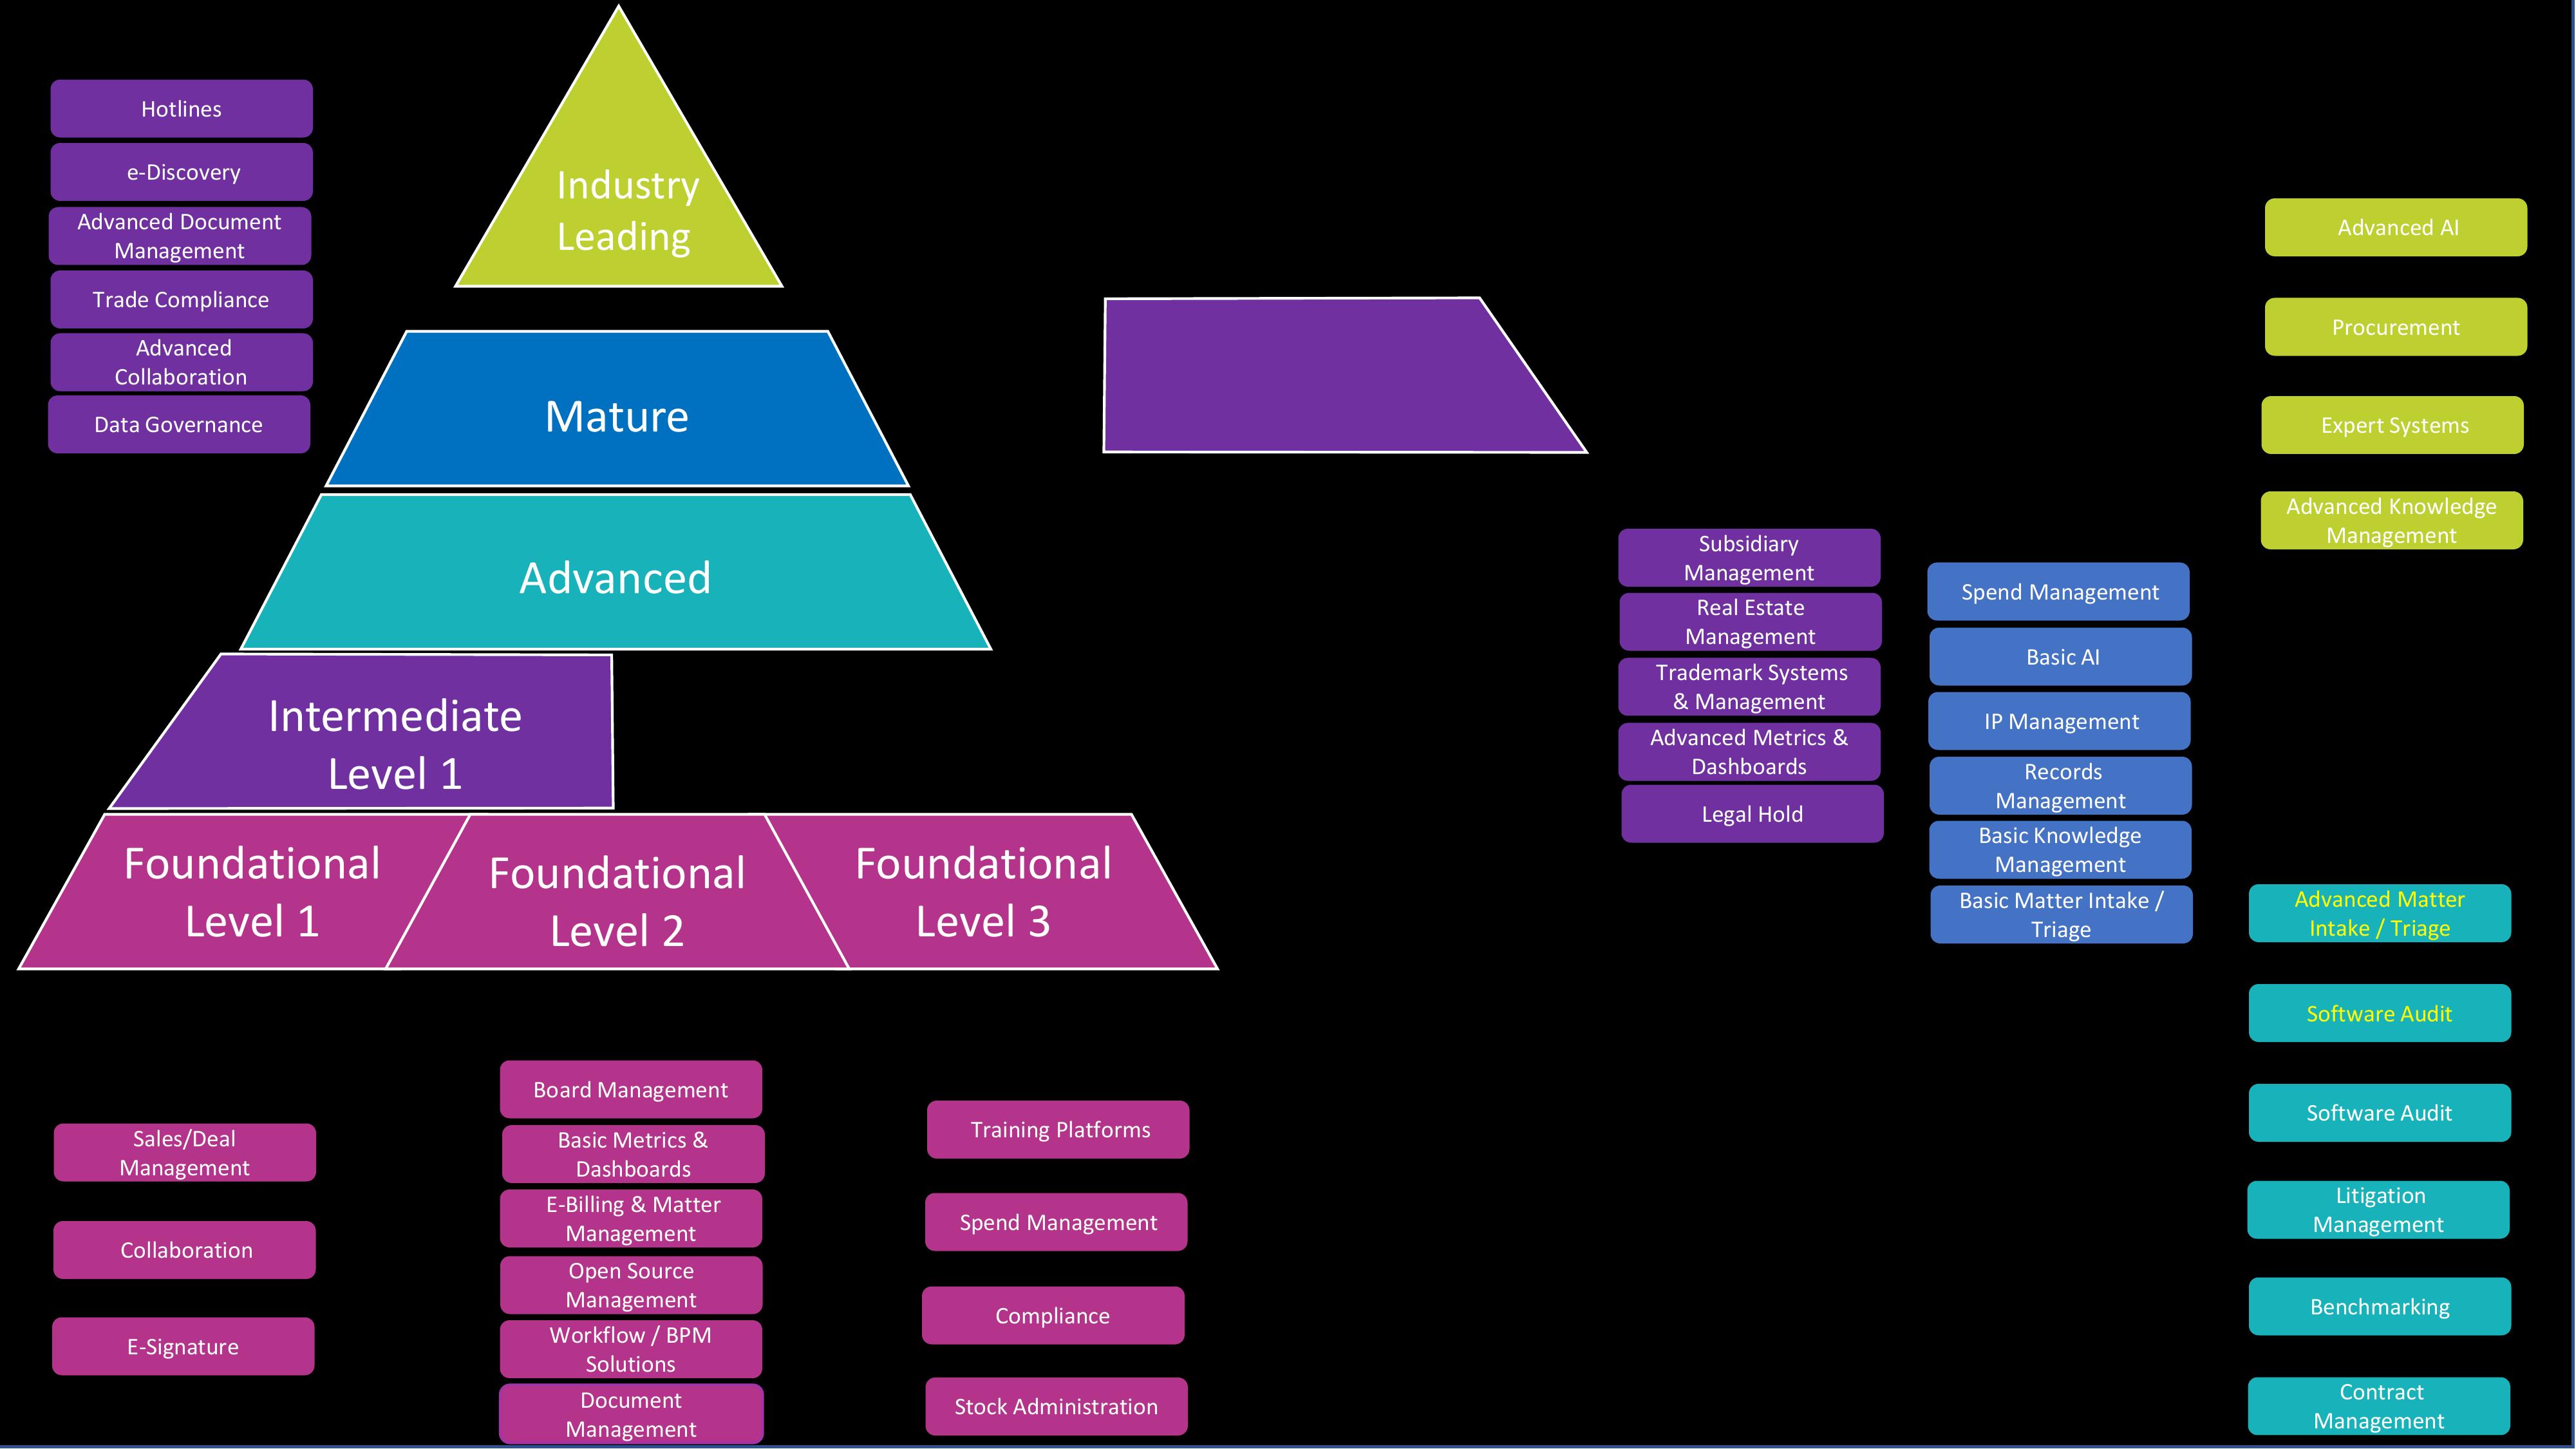 Industry
Leading
Mature
Advanced
Intermediate
Level 1
Foundational
Level 1
Foundational
Level 2
Foundational
Level 3
Hotlines
e-Discovery
Advanced Document
Management
Trade Compliance
Advanced
Collaboration
Data Governance
Sales/Deal
Management
Collaboration
E-Signature
Board Management
Basic Metrics &
Dashboards
E-Billing & Matter
Management
Open Source
Management
Workflow / BPM
Solutions
Document
Management
Training Platforms
Spend Management
Compliance
Stock Administration
Subsidiary
Management
Real Estate
Management
Trademark Systems
& Management
Advanced Metrics &
Dashboards
Legal Hold
Spend Management
Basic AI
IP Management
Records
Management
Basic Knowledge
Management
Basic Matter Intake /
Triage
Advanced AI
Procurement
Expert Systems
Advanced Knowledge
Management
Advanced Matter
Intake / Triage
Software Audit
Software Audit
Litigation
Management
Benchmarking
Contract
Management